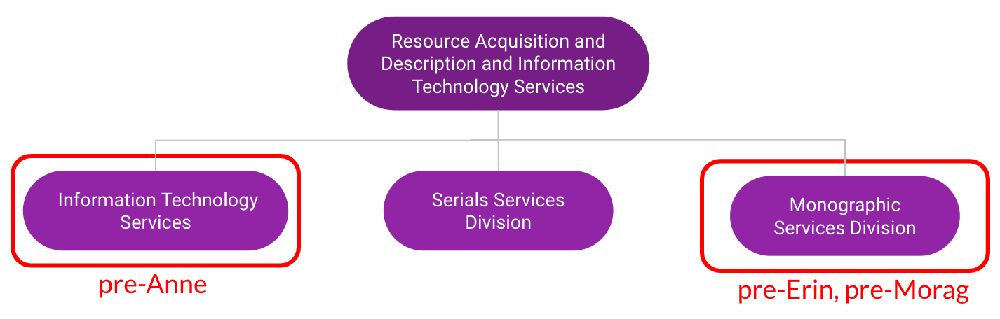 Resource Acquisition and
Description and Information
Technology Services
Information Technology
Services
Serials Services
Division
Monographic
Services Division
pre-Anne
pre-Erin, pre-Morag